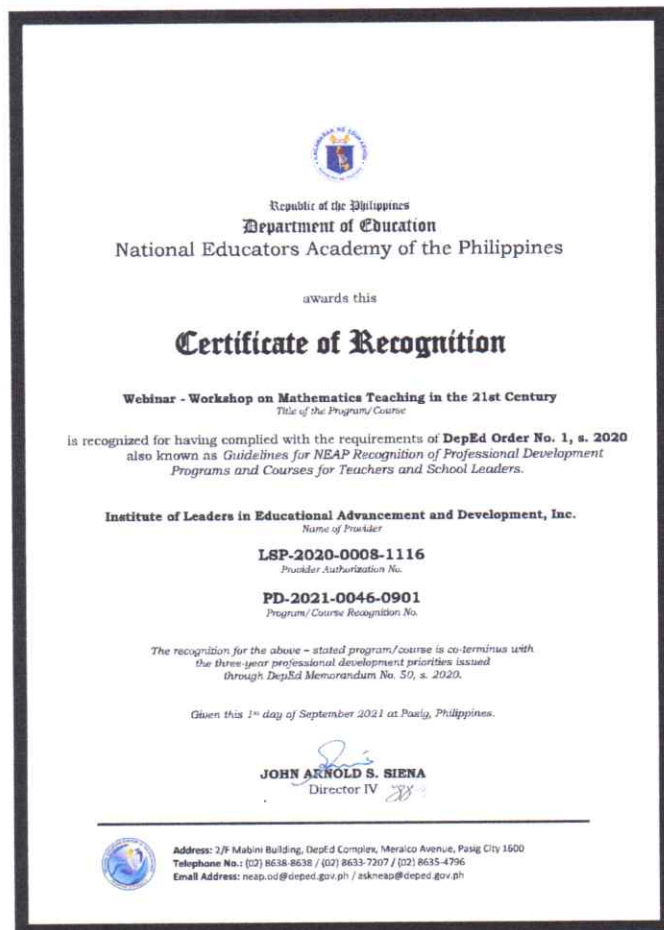 KAGAWARAN NG EDUKASYON
Republic of the Philippines
Department of Education
National Educators Academy of the Philippines
awards this
Certificate of Recognition
Webinar - Workshop on Mathematics Teaching in the 21st Century
Title of the Program/Course
is recognized for having complied with the requirements of DepEd Order No. 1, s. 2020
also known as Guidelines for NEAP Recognition of Professional Development
Programs and Courses for Teachers and School Leaders.
Institute of Leaders in Educational Advancement and Development, Inc.
Name of Provider
LSP-2020-0008-1116
Provider Authorization No.
PD-2021-0046-0901
Program/Course Recognition No.
The recognition for the above – stated program/course is co-terminus with
the three-year professional development priorities issued
through DepEd Memorandum No. 50, s. 2020.
Given this 1st day of September 2021 at Pasig, Philippines.
JOHN ARNOLD S. SIENA
Director IV
Address: 2/F Mabini Building, DepEd Complex, Meralco Avenue, Pasig City 1600
Telephone No.: (02) 8638-8638 / (02) 8633-7207 / (02) 8635-4796
Email Address: neap.od@deped.gov.ph / askneap@deped.gov.ph